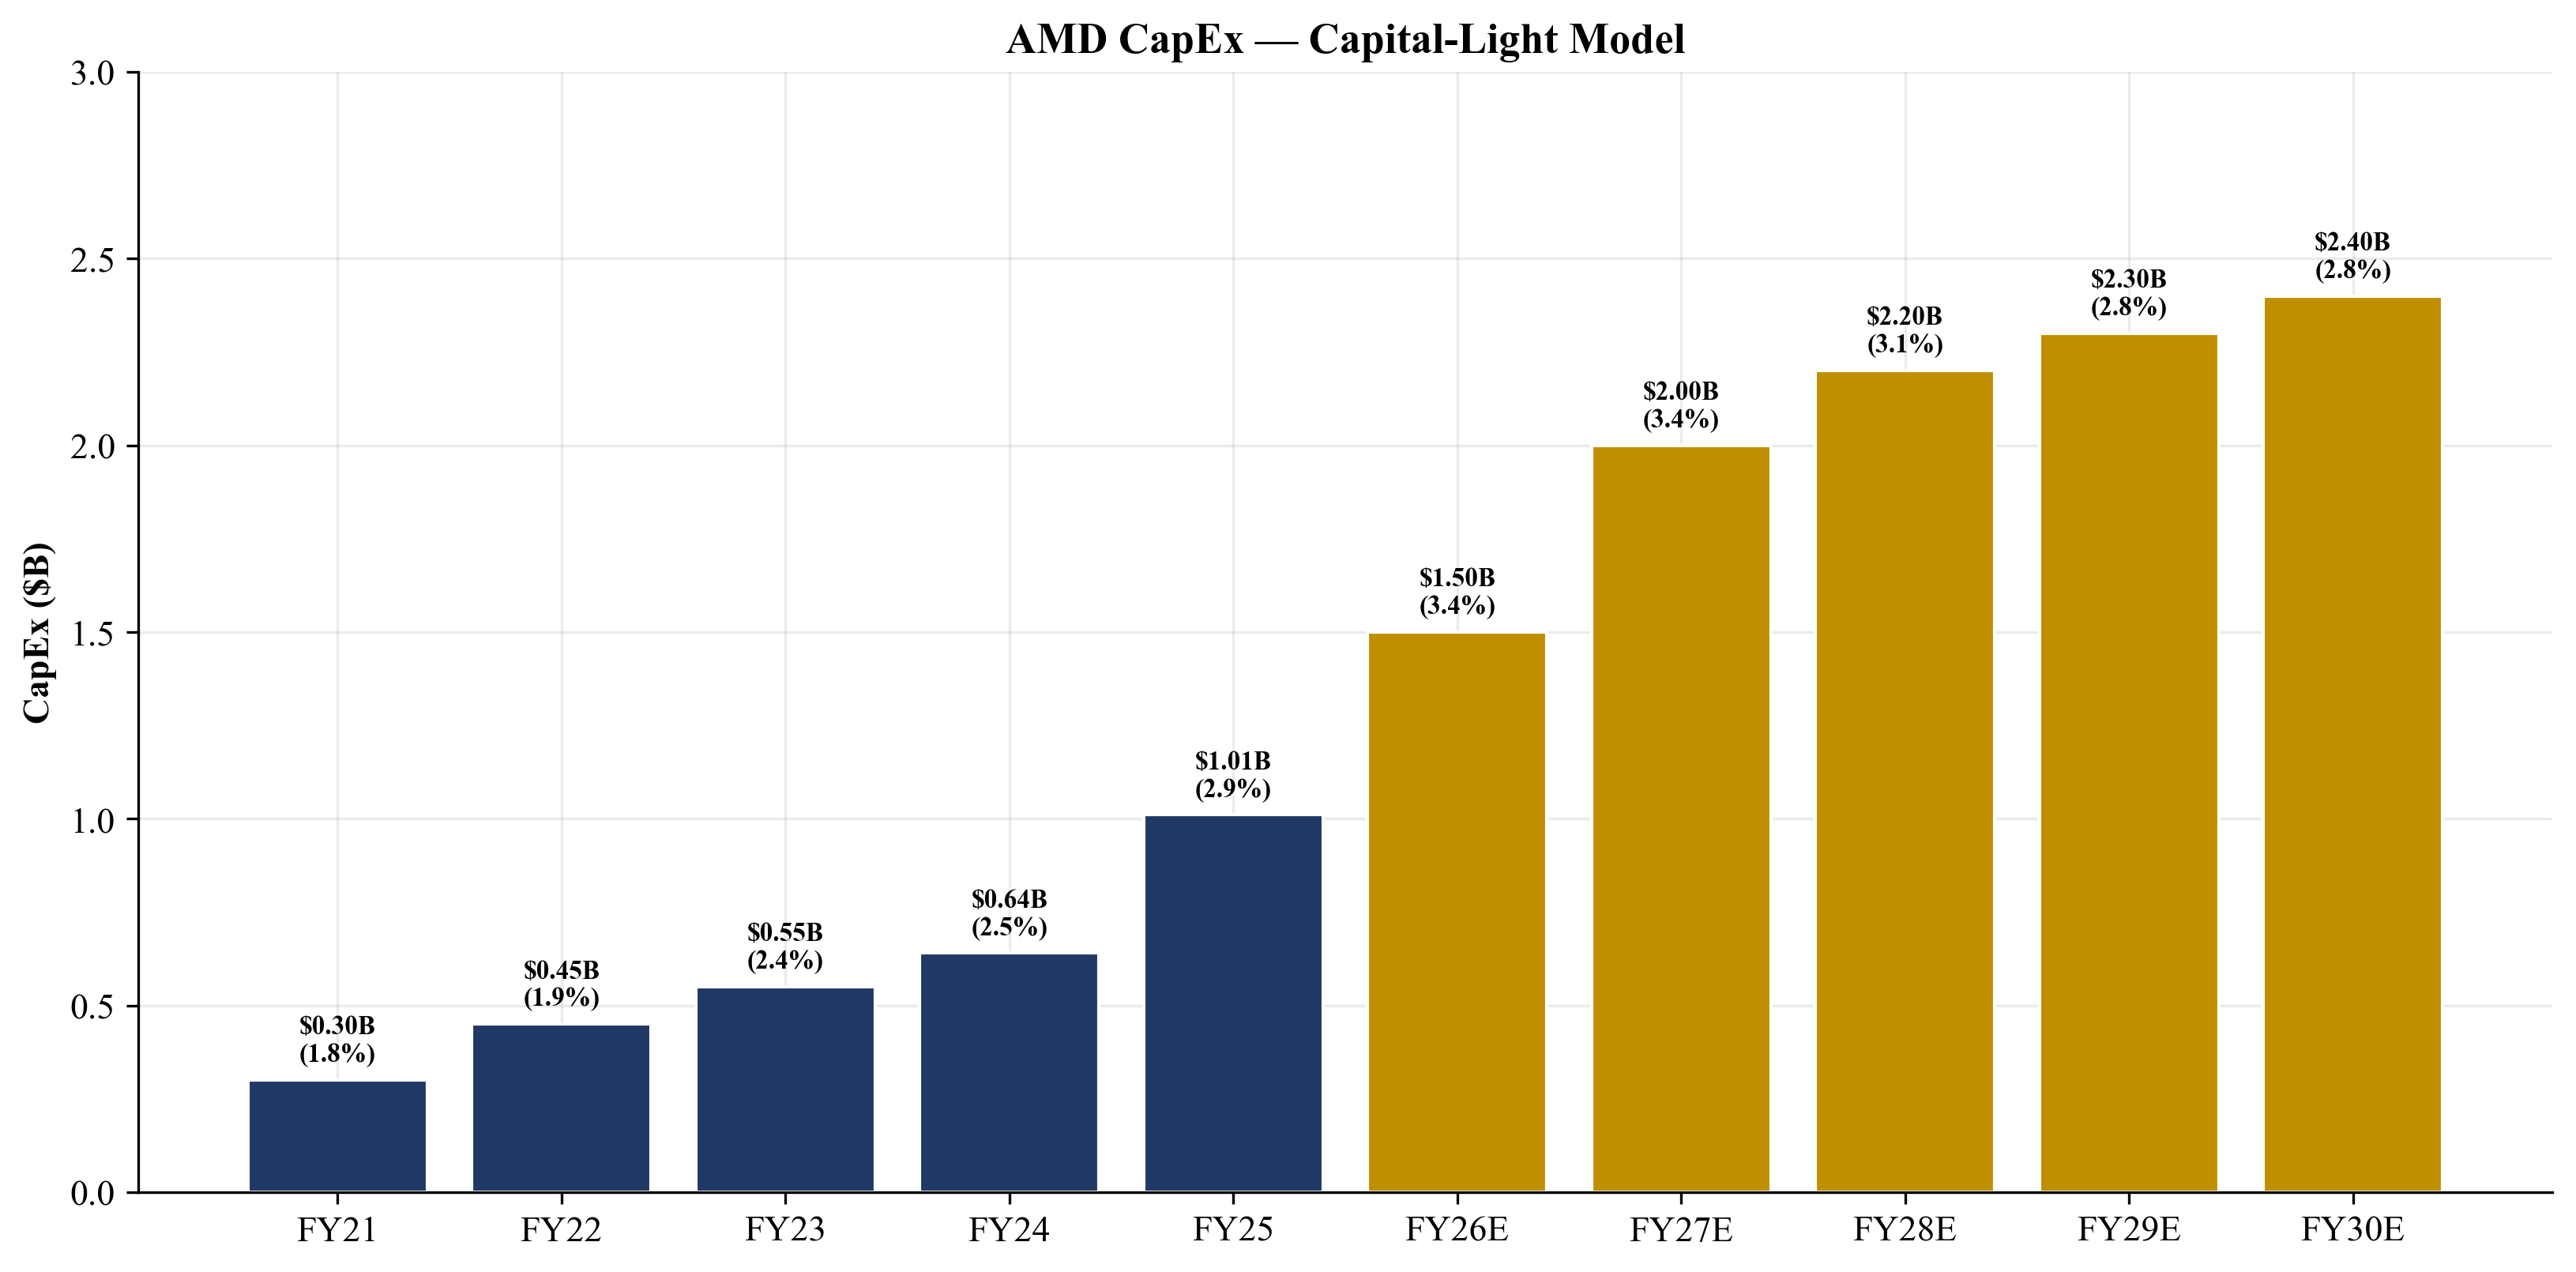 AMD CapEx — Capital-Light Model
CapEx ($B)
3.0
2.5
2.0
1.5
1.0
0.5
0.0
$0.30B
(1.8%)
$0.45B
(1.9%)
$0.55B
(2.4%)
$0.64B
(2.5%)
$1.01B
(2.9%)
$1.50B
(3.4%)
$2.00B
(3.4%)
$2.20B
(3.1%)
$2.30B
(2.8%)
$2.40B
(2.8%)
FY21
FY22
FY23
FY24
FY25
FY26E
FY27E
FY28E
FY29E
FY30E